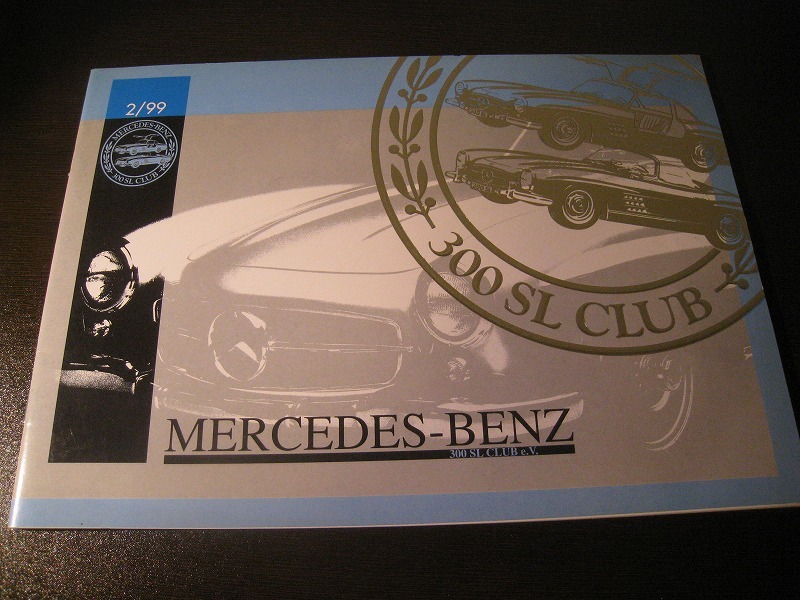 2/99
MERCEDES-BENZ
300 SL CLUB
300 SL CLUB
MERCEDES-BENZ
300 SL CLUB e.V.